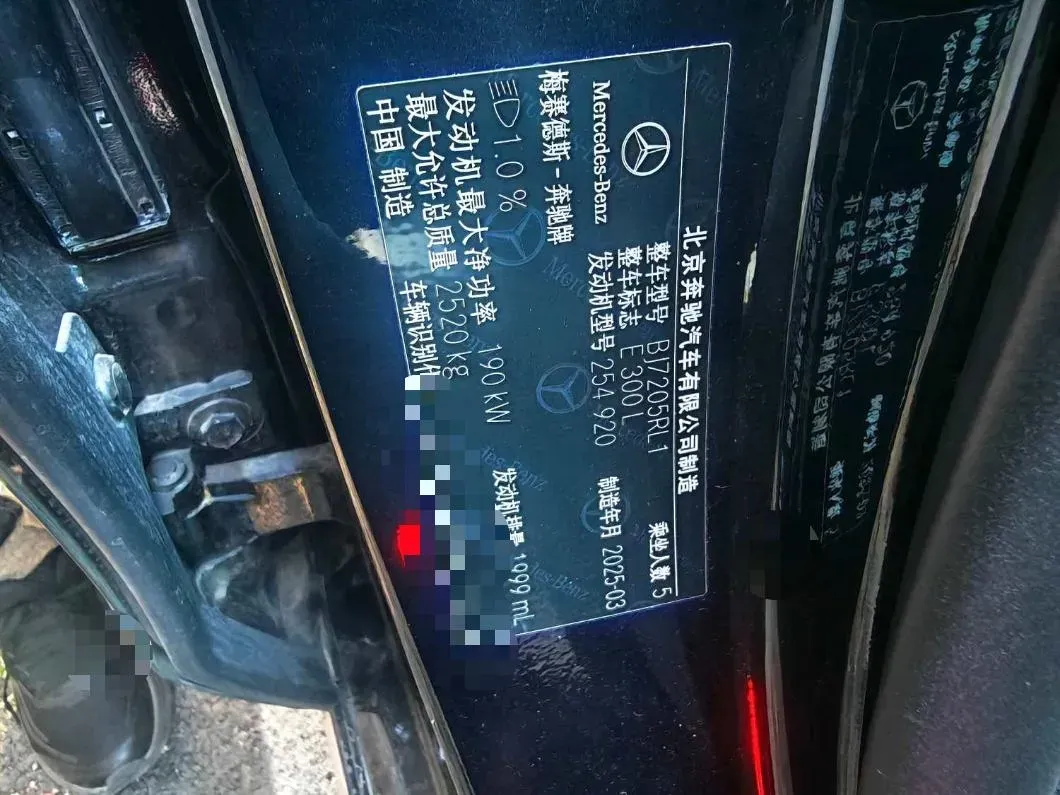 北京奔驰汽车有限公司制造
Mercedes-Benz
梅赛德斯-奔驰牌
整车型号 BJ7205RL1
乘坐人数 5
整车标志 E 300 L
发动机型号 254 920
制造年月 2025-03
1.0 %
发动机最大净功率 190 kW
发动机排量 1999 mL
最大允许总质量 2520 kg
中国 制造
车辆识别代